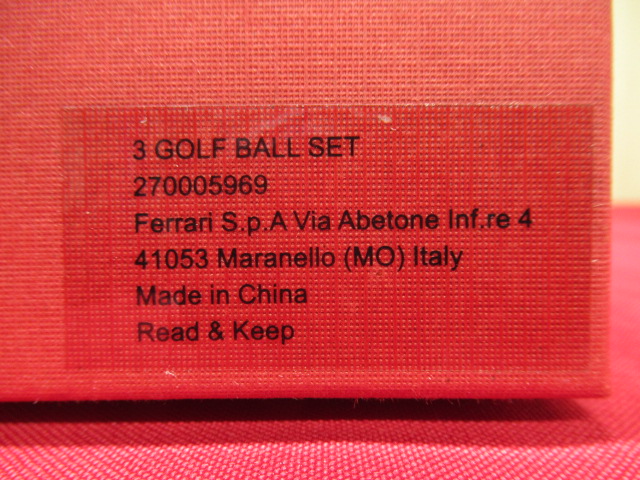 3 GOLF BALL SET
270005969
Ferrari S.p.A Via Abetone Inf.re 4
41053 Maranello (MO) Italy
Made in China
Read & Keep